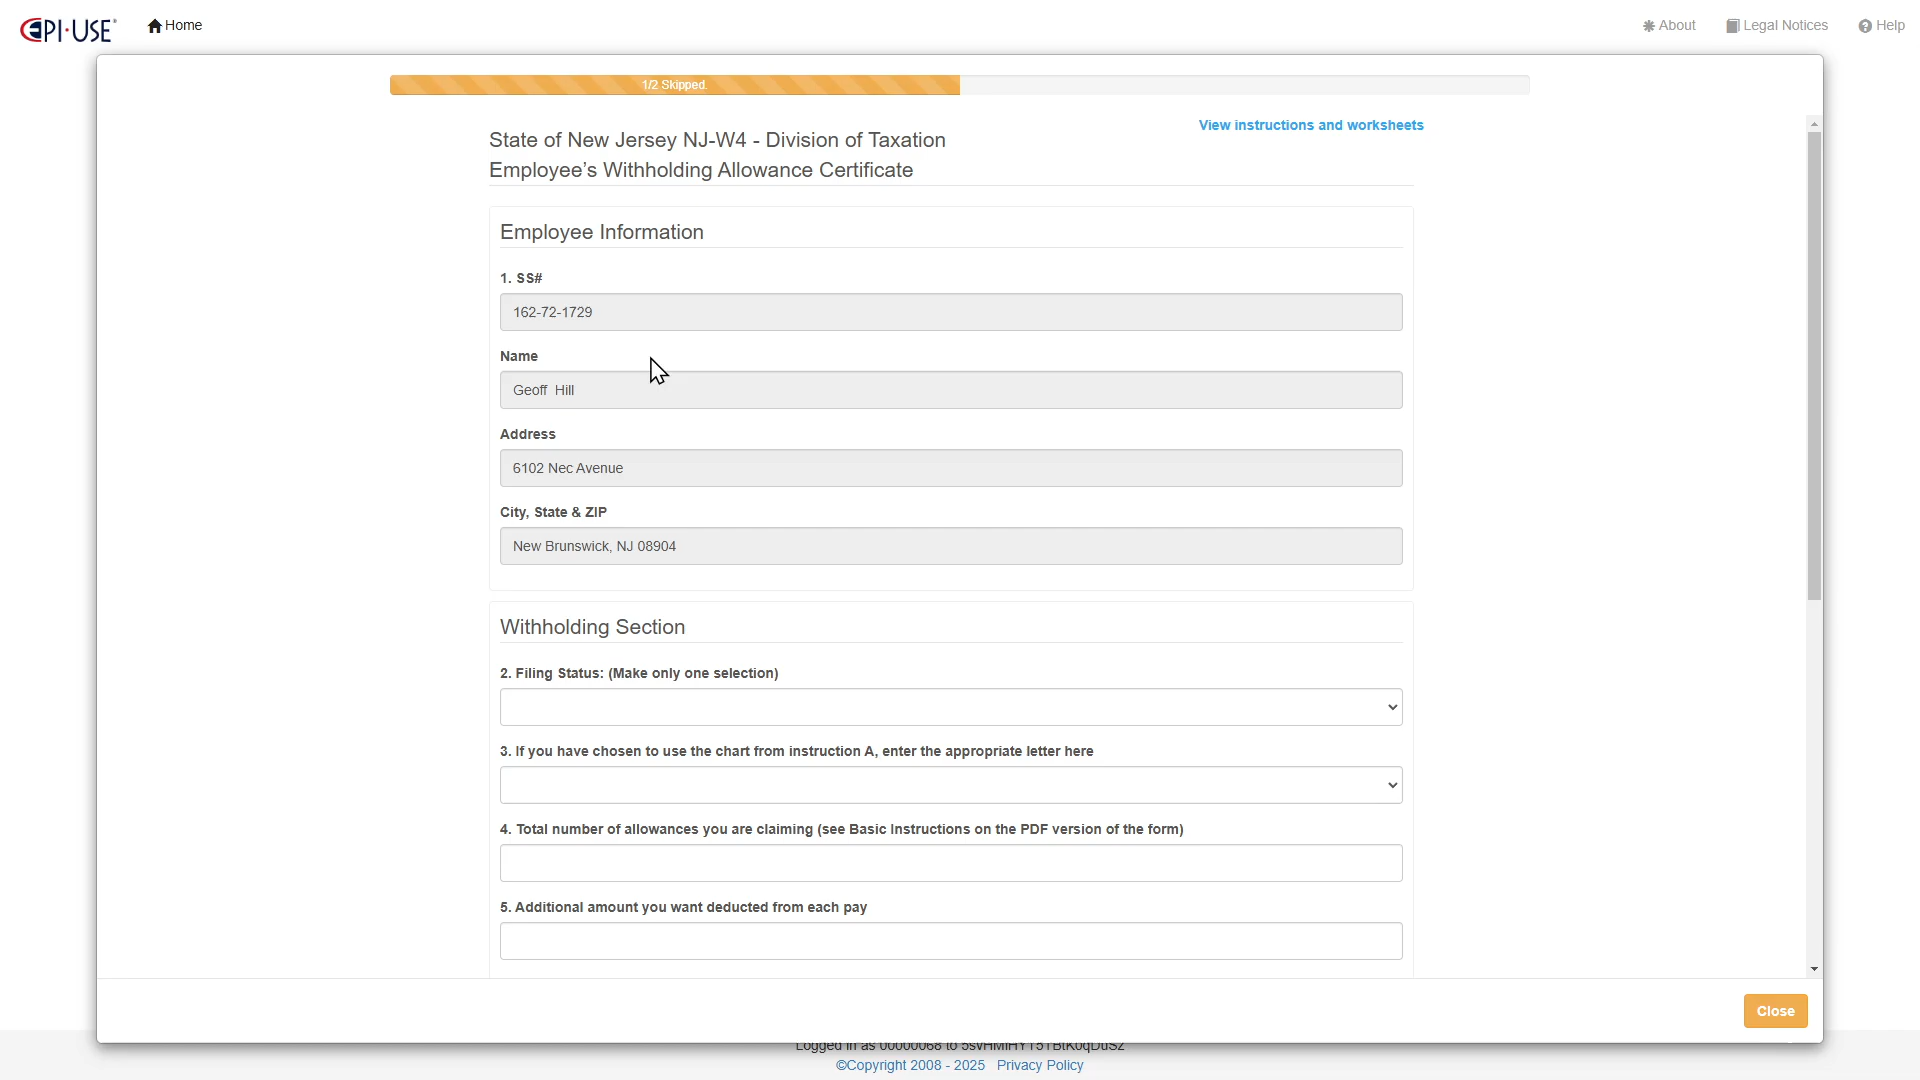 EPI·USE®
Home
About
Legal Notices
Help
1/2 Skipped.
View instructions and worksheets
State of New Jersey NJ-W4 - Division of Taxation
Employee’s Withholding Allowance Certificate
Employee Information
1. SS#
162-72-1729
Name
Geoff  Hill
Address
6102 Nec Avenue
City, State & ZIP
New Brunswick, NJ 08904
Withholding Section
2. Filing Status: (Make only one selection)
3. If you have chosen to use the chart from instruction A, enter the appropriate letter here
4. Total number of allowances you are claiming (see Basic Instructions on the PDF version of the form)
5. Additional amount you want deducted from each pay
Close
Logged in as 00000068 to
©Copyright 2008 - 2025 Privacy Policy